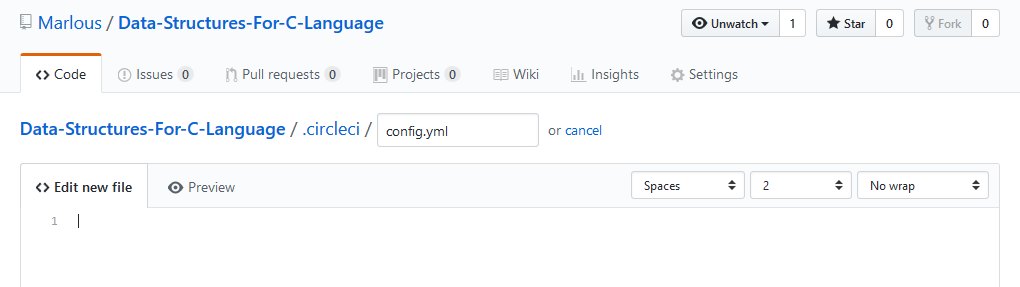 Marlous / Data-Structures-For-C-Language Unwatch 1 Star 0 Fork 0
Code Issues 0 Pull requests 0 Projects 0 Wiki Insights Settings
Data-Structures-For-C-Language / .circleci / config.yml or cancel
Edit new file Preview Spaces 2 No wrap
1